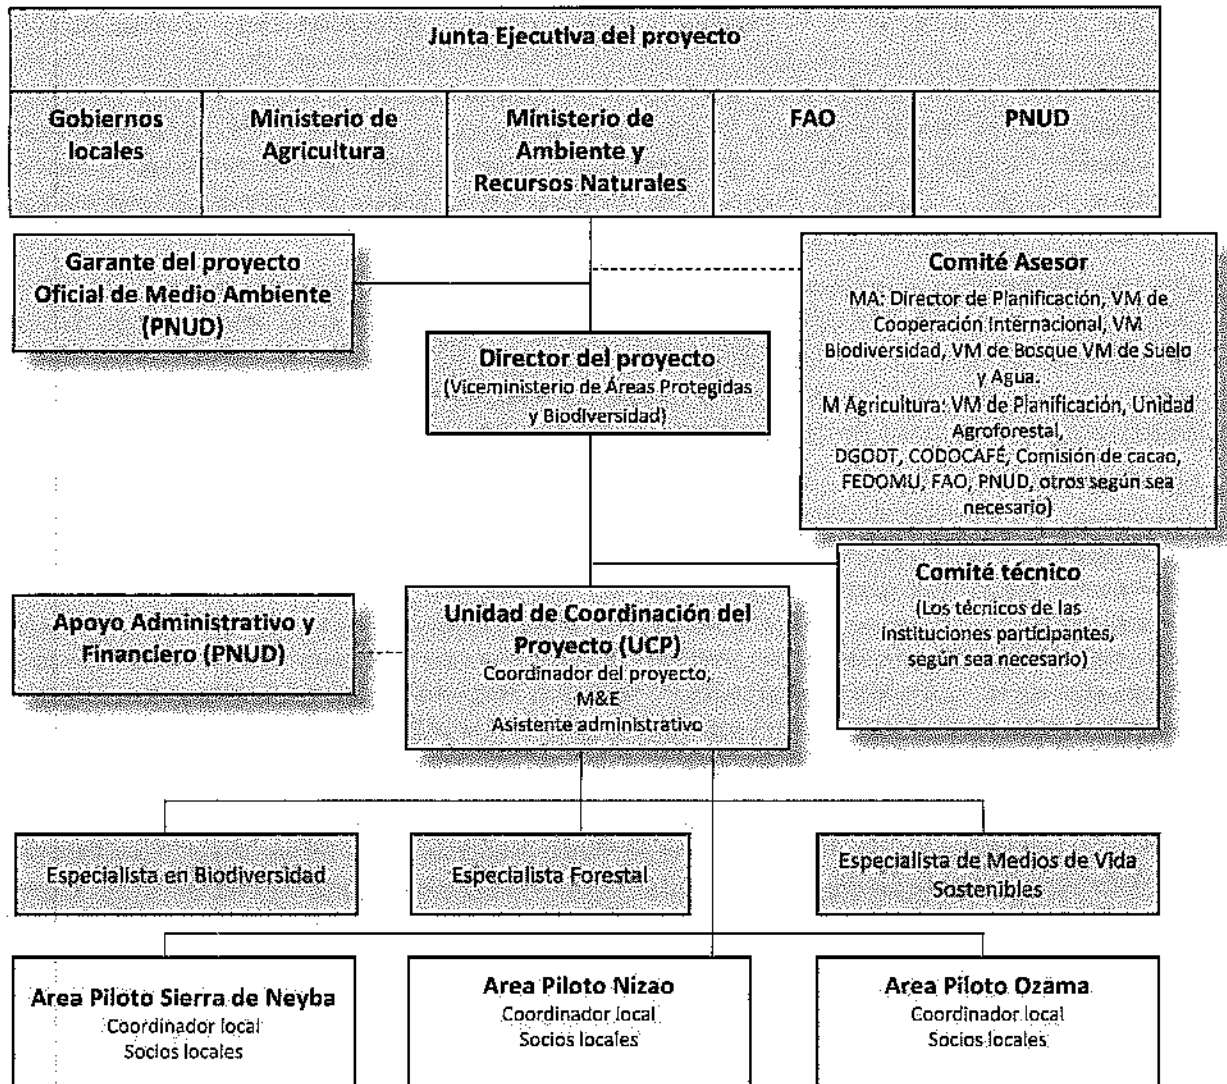 Junta Ejecutiva del proyecto
Gobiernos
locales
Ministerio de
Agricultura
Ministerio de
Ambiente y
Recursos Naturales
FAO
PNUD
Garante del proyecto
Oficial de Medio Ambiente
(PNUD)
Comité Asesor
MA: Director de Planificación, VM de
Cooperación Internacional, VM
Biodiversidad, VM de Bosque VM de Suelo
y Agua.
M Agricultura: VM de Planificación, Unidad
Agroforestal,
DGODT, CODOCAFÉ, Comisión de cacao,
FEDOMU, FAO, PNUD, otros según sea
necesario)
Director del proyecto
(Viceministerio de Áreas Protegidas
y Biodiversidad)
Comité técnico
(Los técnicos de las
instituciones participantes,
según sea necesario)
Apoyo Administrativo y
Financiero (PNUD)
Unidad de Coordinación del
Proyecto (UCP)
Coordinador del proyecto,
M&E
Asistente administrativo
Especialista en Biodiversidad
Especialista Forestal
Especialista de Medios de Vida
Sostenibles
Area Piloto Sierra de Neyba
Coordinador local
Socios locales
Area Piloto Nizao
Coordinador local
Socios locales
Area Piloto Ozama
Coordinador local
Socios locales